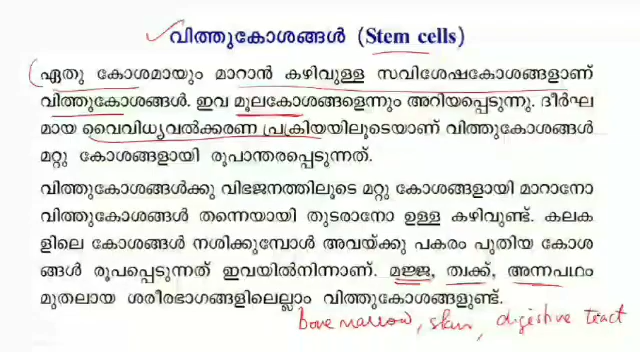 വിത്തുകോശങ്ങൾ (Stem cells)
ഏതു കോശമായും മാറാൻ കഴിവുള്ള സവിശേഷകോശങ്ങളാണ്
വിത്തുകോശങ്ങൾ. ഇവ മൂലകോശങ്ങളെന്നും അറിയപ്പെടുന്നു. ദീർഘ
മായ വൈവിധ്യവൽക്കരണ പ്രക്രിയയിലൂടെയാണ് വിത്തുകോശങ്ങൾ
മറ്റു കോശങ്ങളായി രൂപാന്തരപ്പെടുന്നത്.
വിത്തുകോശങ്ങൾക്കു വിഭജനത്തിലൂടെ മറ്റു കോശങ്ങളായി മാറാനോ
വിത്തുകോശങ്ങൾ തന്നെയായി തുടരാനോ ഉള്ള കഴിവുണ്ട്. കലക
ളിലെ കോശങ്ങൾ നശിക്കുമ്പോൾ അവയ്ക്കു പകരം പുതിയ കോശ
ങ്ങൾ രൂപപ്പെടുന്നത് ഇവയിൽനിന്നാണ്. മജ്ജ, ത്വക്ക്, അന്നപഥം
മുതലായ ശരീരഭാഗങ്ങളിലെല്ലാം വിത്തുകോശങ്ങളുണ്ട്.
bone marrow, skin, digestive tract